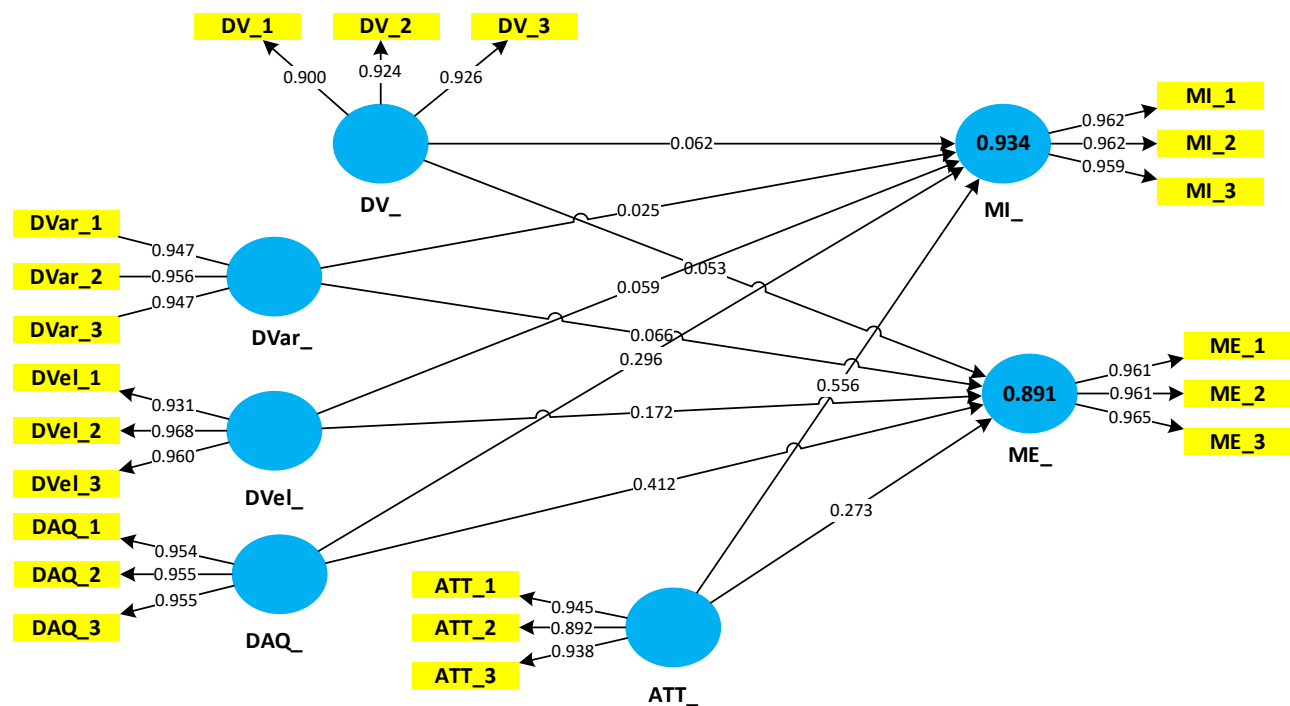 DV_1 DV_2 DV_3
0.900 0.924 0.926
DV_
0.062
0.934
MI_
0.962
0.962
0.959
MI_1
MI_2
MI_3
DVar_1
DVar_2
DVar_3
0.947
0.956
0.947
DVar_
0.025
0.053
0.059
0.066
0.296
0.556
DVel_1
DVel_2
DVel_3
0.931
0.968
0.960
DVel_
0.172
0.891
ME_
0.961
0.961
0.965
ME_1
ME_2
ME_3
DAQ_1
DAQ_2
DAQ_3
0.954
0.955
0.955
DAQ_
0.412
0.273
ATT_1
ATT_2
ATT_3
0.945
0.892
0.938
ATT_